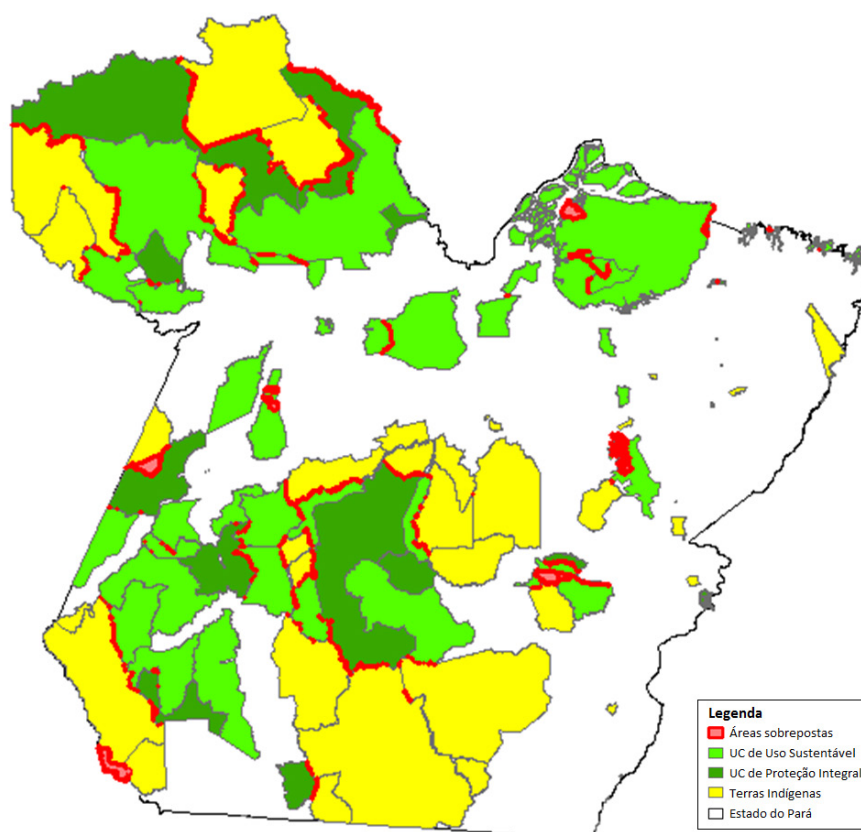 Legenda
Áreas sobrepostas
UC de Uso Sustentável
UC de Proteção Integral
Terras Indígenas
Estado do Pará